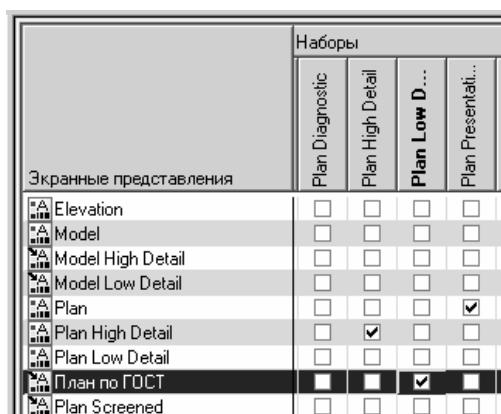 Наборы
Экранные представления
Plan Diagnostic
Plan High Detail
Plan Low D...
Plan Presentati...
Elevation
Model
Model High Detail
Model Low Detail
Plan
Plan High Detail
Plan Low Detail
План по ГОСТ
Plan Screened